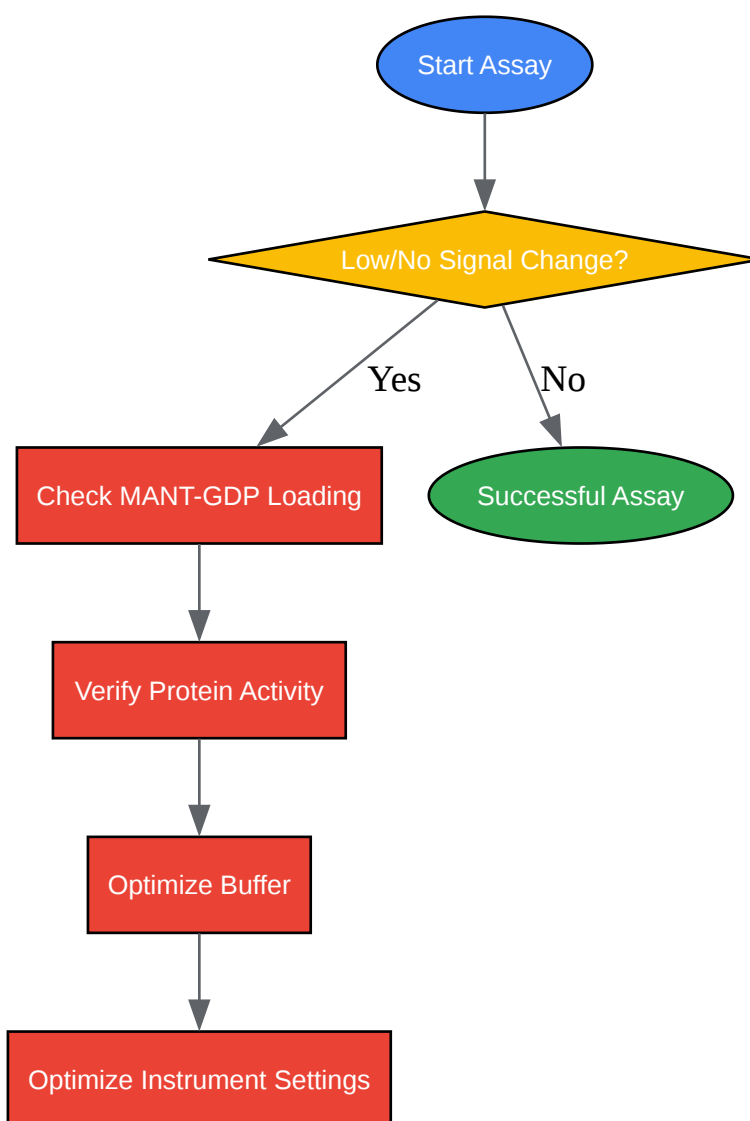 Start Assay
Low/No Signal Change?
Yes
No
Check MANT-GDP Loading
Successful Assay
Verify Protein Activity
Optimize Buffer
Optimize Instrument Settings